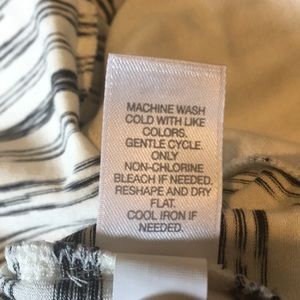 MACHINE WASH
COLD WITH LIKE
COLORS.
GENTLE CYCLE.
ONLY
NON-CHLORINE
BLEACH IF NEEDED.
RESHAPE AND DRY
FLAT.
COOL IRON IF
NEEDED.